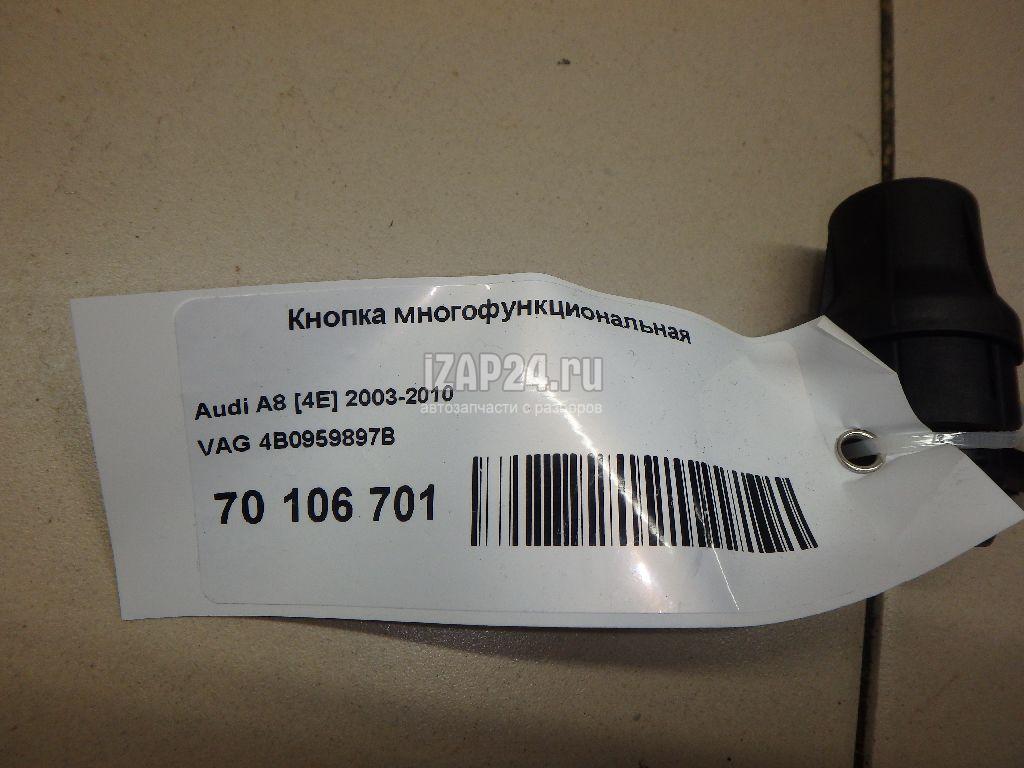 Кнопка многофункциональная
iZAP24.ru
автозапчасти с разборов
Audi A8 [4E] 2003-2010
VAG 4B0959897B
70 106 701